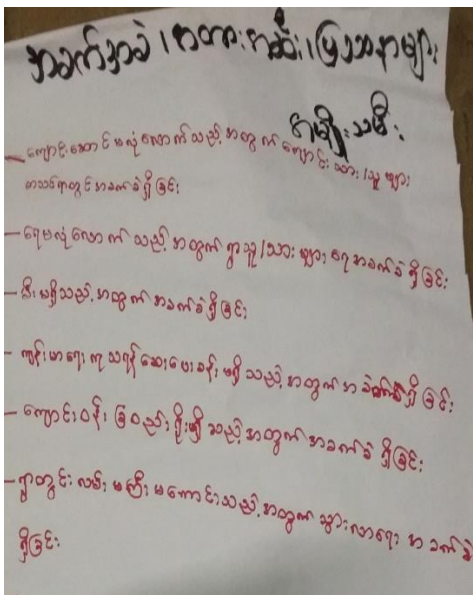 အခက်အခဲ၊ အတားအဆီး၊ ပြဿနာများ
အမျိုးသမီး
– ကျောင်းဆောင်မလုံလောက်သည့်အတွက် ကျောင်းသား/သူများ
စာသင်ရာတွင်အခက်ခဲရှိခြင်း
– ရေမလုံလောက်သည့်အတွက် ရွာသူ/သားများ ရေအခက်ခဲရှိခြင်း
– မီးမရှိသည့်အတွက်အခက်ခဲရှိခြင်း
– ကျန်းမာရေးကုသရန်ဆေးပေးခန်းမရှိသည့်အတွက်အခက်ခဲရှိခြင်း
– ကျောင်းဝန်းခြံစည်းရိုးမရှိသည့်အတွက်အခက်ခဲရှိခြင်း
– ရွာတွင်းလမ်းမကြီးမကောင်းသည့်အတွက်သွားလာရေးအခက်ခဲ
ရှိခြင်း